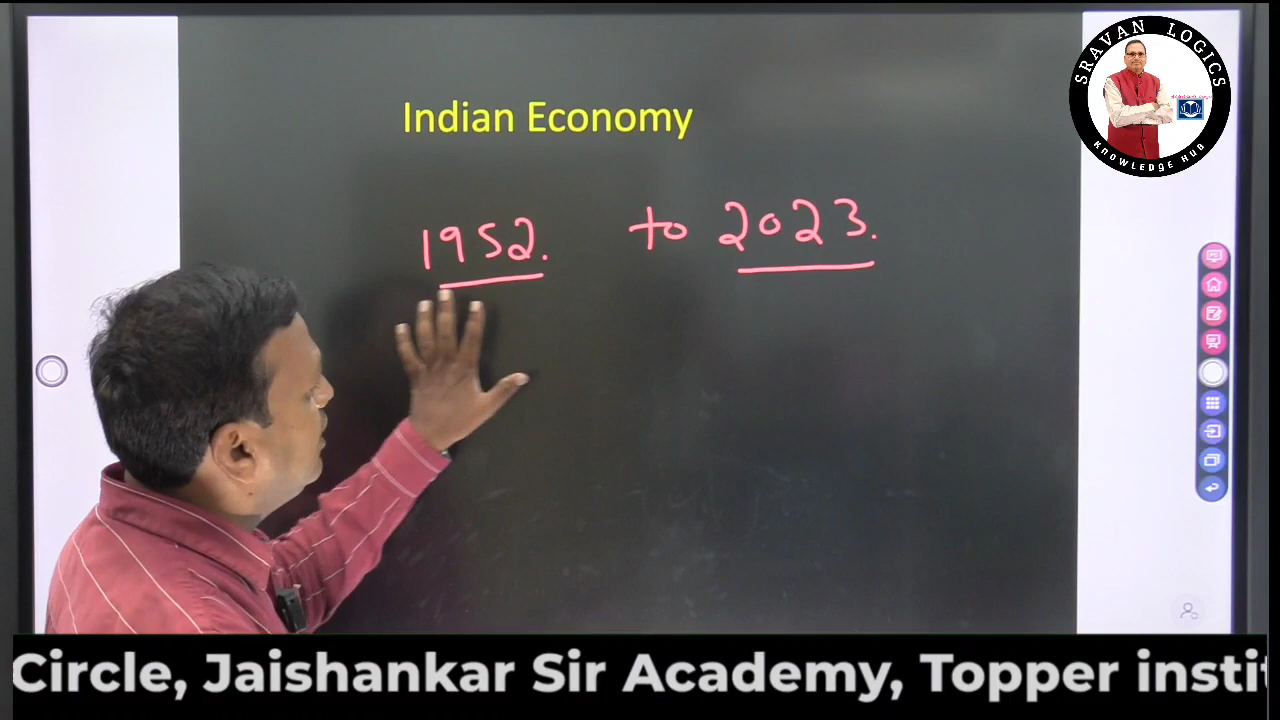 SRAVAN LOGICS
KNOWLEDGE HUB
Indian Economy
1952. to 2023.
Circle, Jaishankar Sir Academy, Topper instit